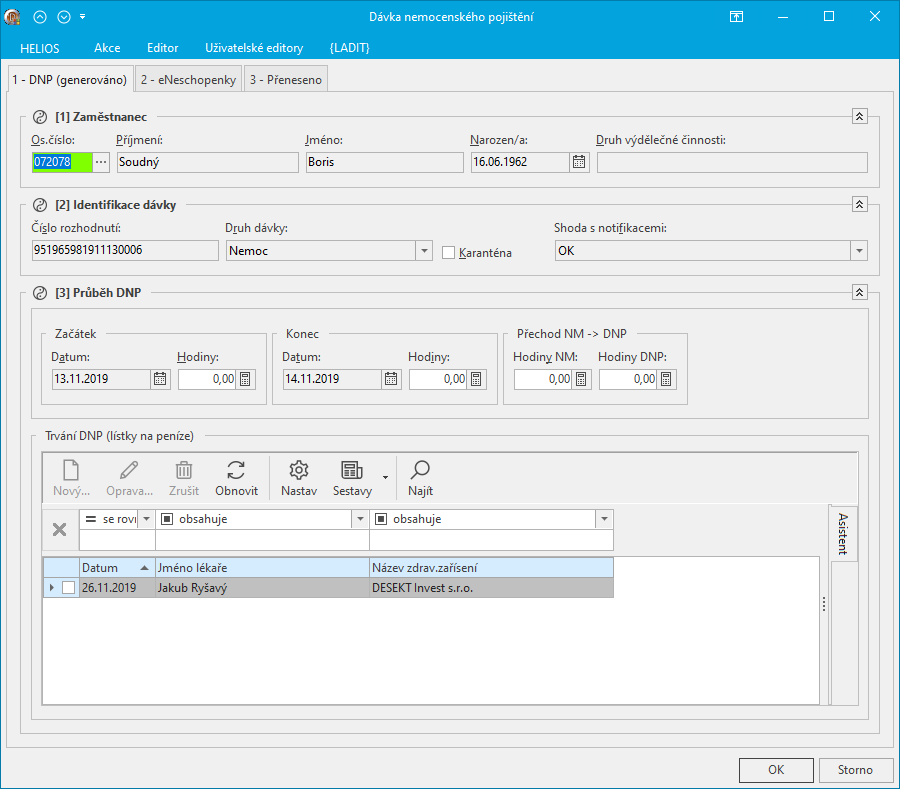 Dávka nemocenského pojištění
HELIOS Akce Editor Uživatelské editory {LADIT}
1 - DNP (generováno) 2 - eNeschopenky 3 - Přeneseno
[1] Zaměstnanec
Os.číslo: Příjmení: Jméno: Narozen/a: Druh výdělečné činnosti:
072078 ... Soudný Boris 16.06.1962
[2] Identifikace dávky
Číslo rozhodnutí: Druh dávky: Shoda s notifikacemi:
951965981911130006 Nemoc Karanténa OK
[3] Průběh DNP
Začátek Konec Přechod NM -> DNP
Datum: Hodiny: Datum: Hodiny: Hodiny NM: Hodiny DNP:
13.11.2019 0,00 14.11.2019 0,00 0,00 0,00
Trvání DNP (lístky na peníze)
Nový... Oprava... Zrušit Obnovit Nastav Sestavy Najít
= se rovn obsahuje obsahuje
Asistent
Datum Jméno lékaře Název zdrav.zařísení
26.11.2019 Jakub Ryšavý DESEKT Invest s.r.o.
OK Storno